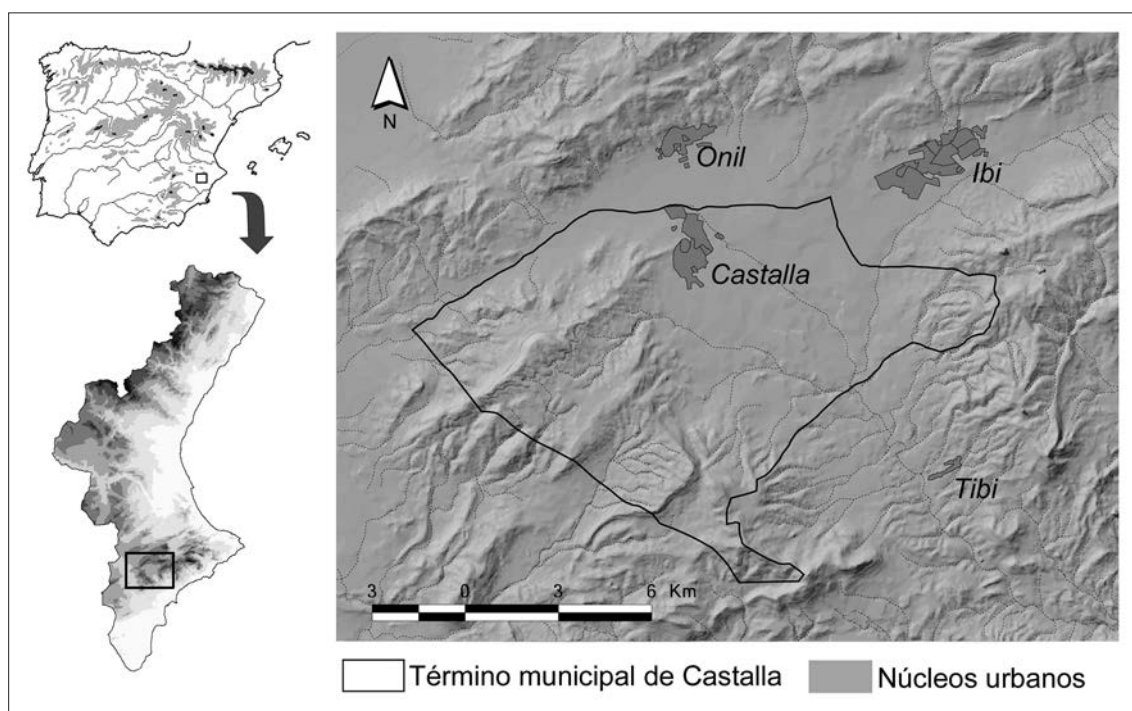 N
Onil
Ibi
Castalla
Tibi
3 0 3 6 Km
Término municipal de Castalla
Núcleos urbanos